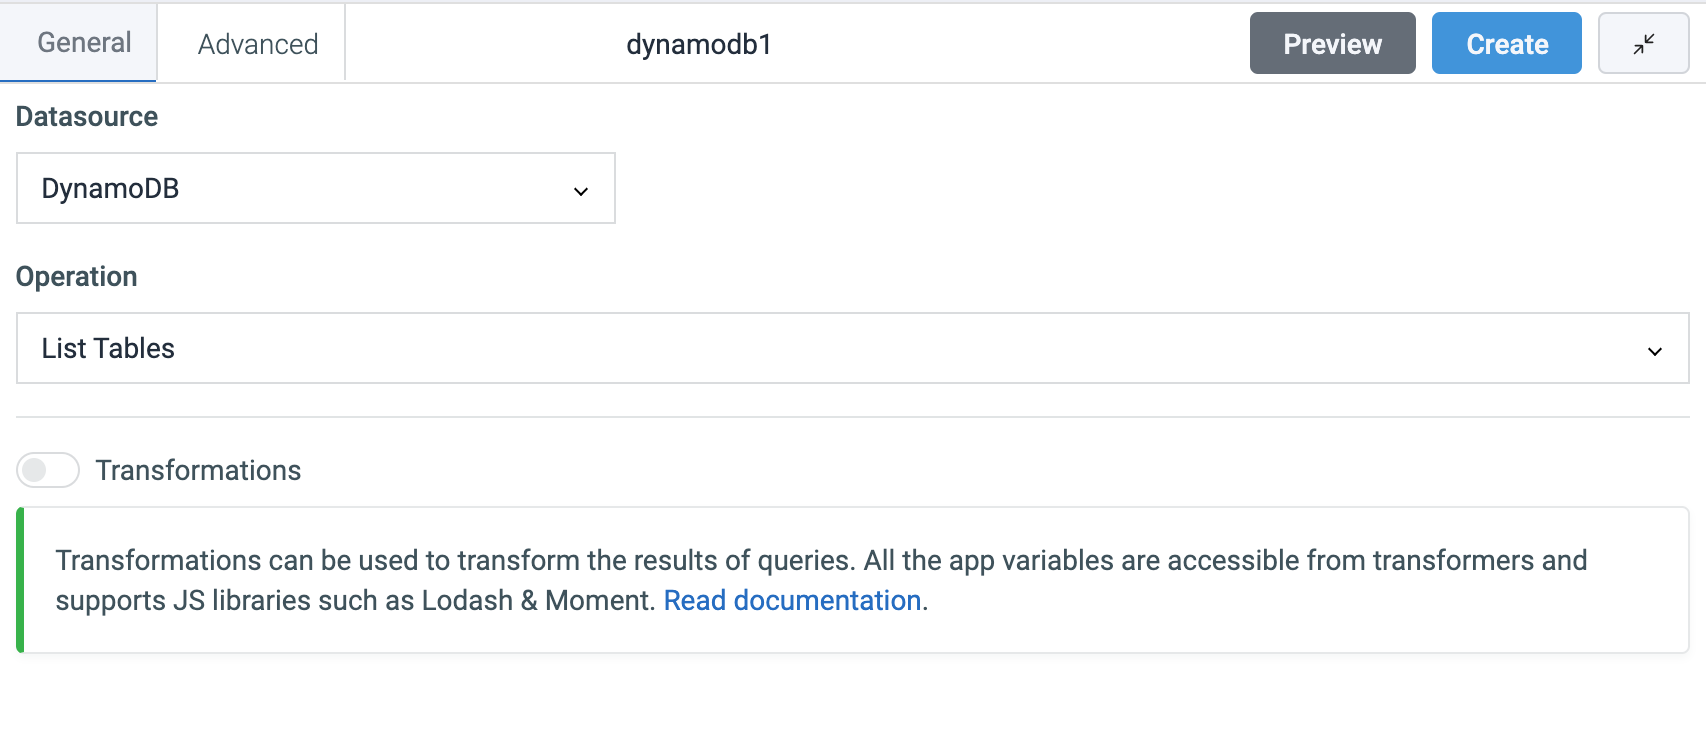 General
Advanced
dynamodb1
Preview
Create
Datasource
DynamoDB
Operation
List Tables
Transformations
Transformations can be used to transform the results of queries. All the app variables are accessible from transformers and
supports JS libraries such as Lodash & Moment. Read documentation.